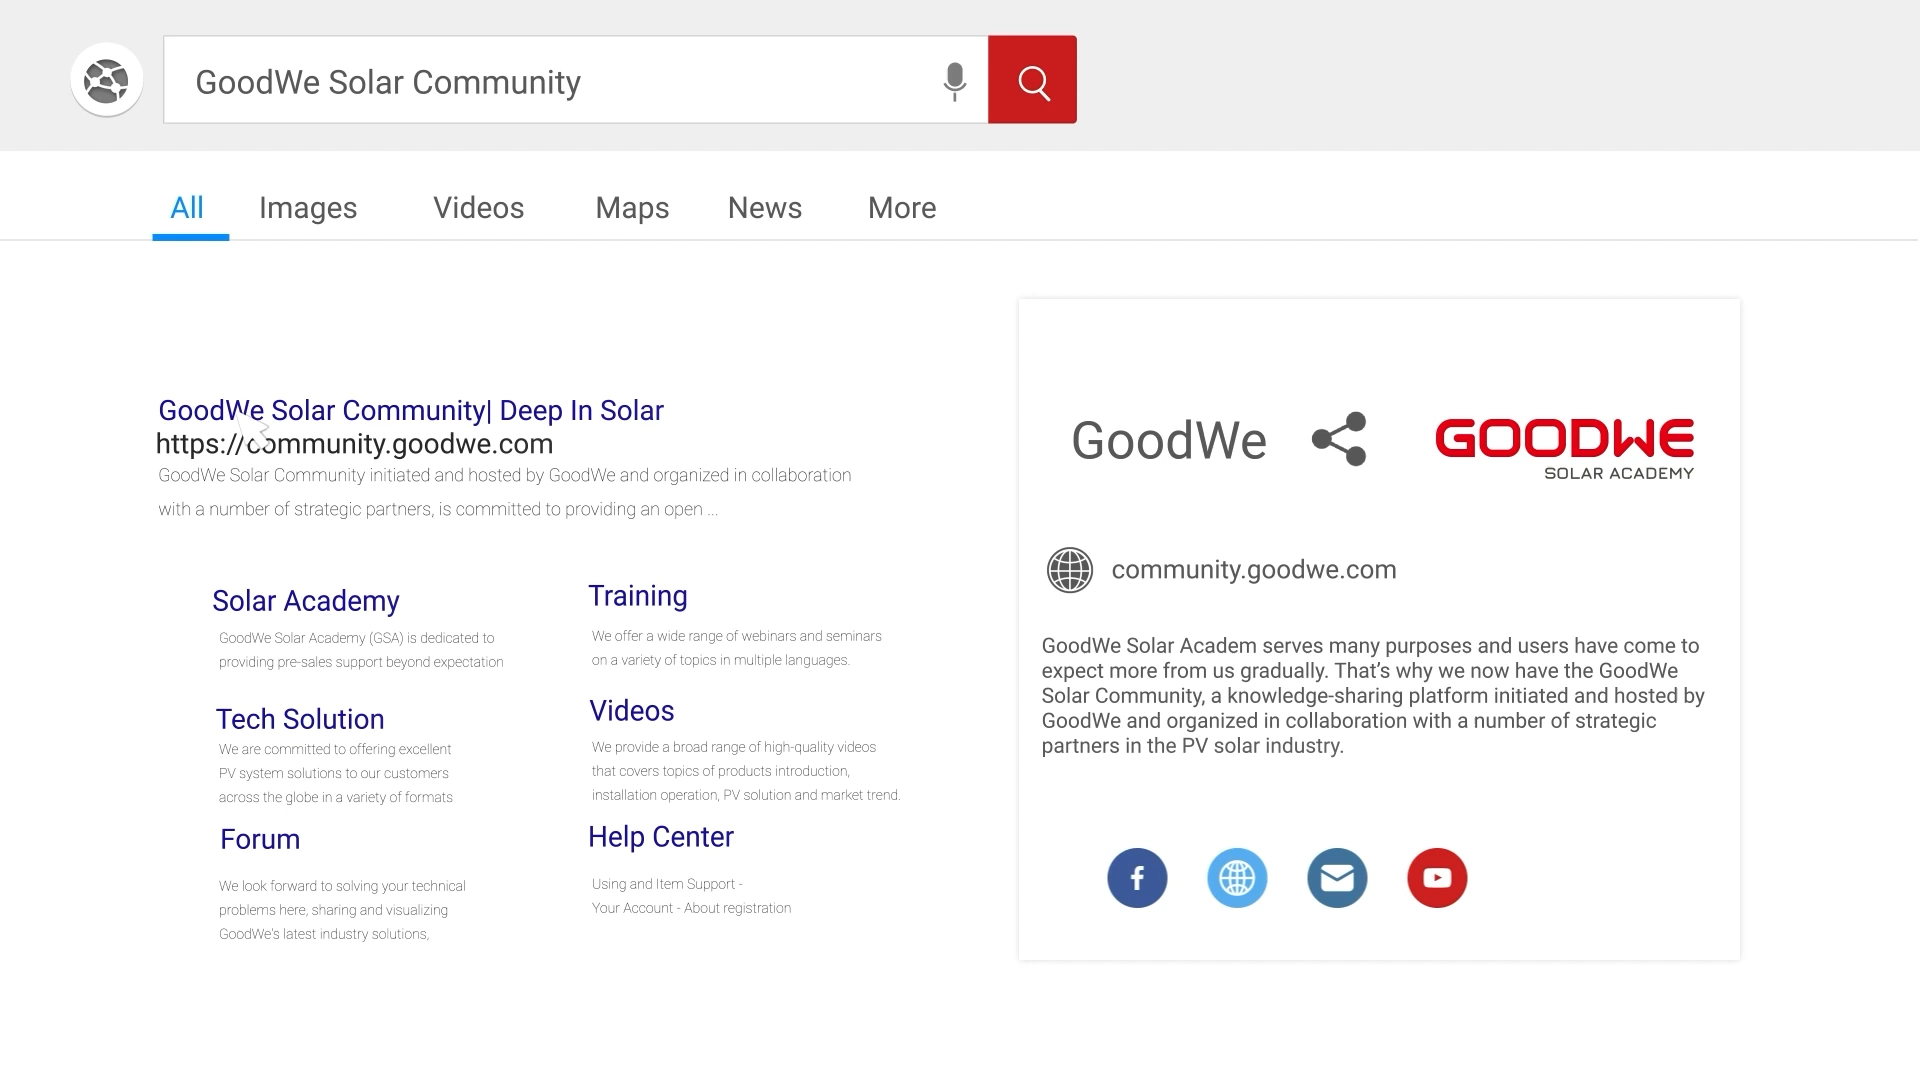 GoodWe Solar Community
All Images Videos Maps News More
GoodWe Solar Community| Deep In Solar
https://community.goodwe.com
GoodWe Solar Community initiated and hosted by GoodWe and organized in collaboration
with a number of strategic partners, is committed to providing an open ...
Solar Academy
GoodWe Solar Academy (GSA) is dedicated to
providing pre-sales support beyond expectation
Training
We offer a wide range of webinars and seminars
on a variety of topics in multiple languages.
Tech Solution
We are committed to offering excellent
PV system solutions to our customers
across the globe in a variety of formats
Videos
We provide a broad range of high-quality videos
that covers topics of products introduction,
installation operation, PV solution and market trend.
Forum
We look forward to solving your technical
problems here, sharing and visualizing
GoodWe's latest industry solutions,
Help Center
Using and Item Support -
Your Account - About registration
GoodWe
GOODWE
SOLAR ACADEMY
community.goodwe.com
GoodWe Solar Academ serves many purposes and users have come to
expect more from us gradually. That’s why we now have the GoodWe
Solar Community, a knowledge-sharing platform initiated and hosted by
GoodWe and organized in collaboration with a number of strategic
partners in the PV solar industry.